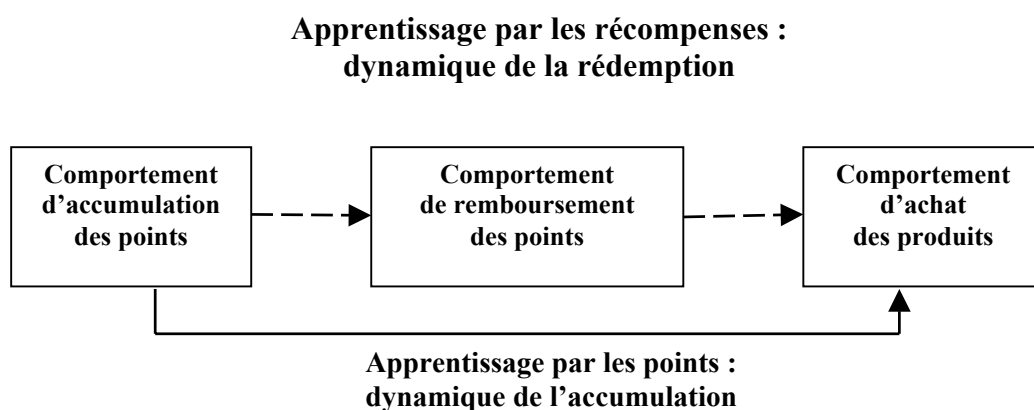 Apprentissage par les récompenses :
dynamique de la rédemption
Comportement
d’accumulation
des points
Comportement
de remboursement
des points
Comportement
d’achat
des produits
Apprentissage par les points :
dynamique de l’accumulation